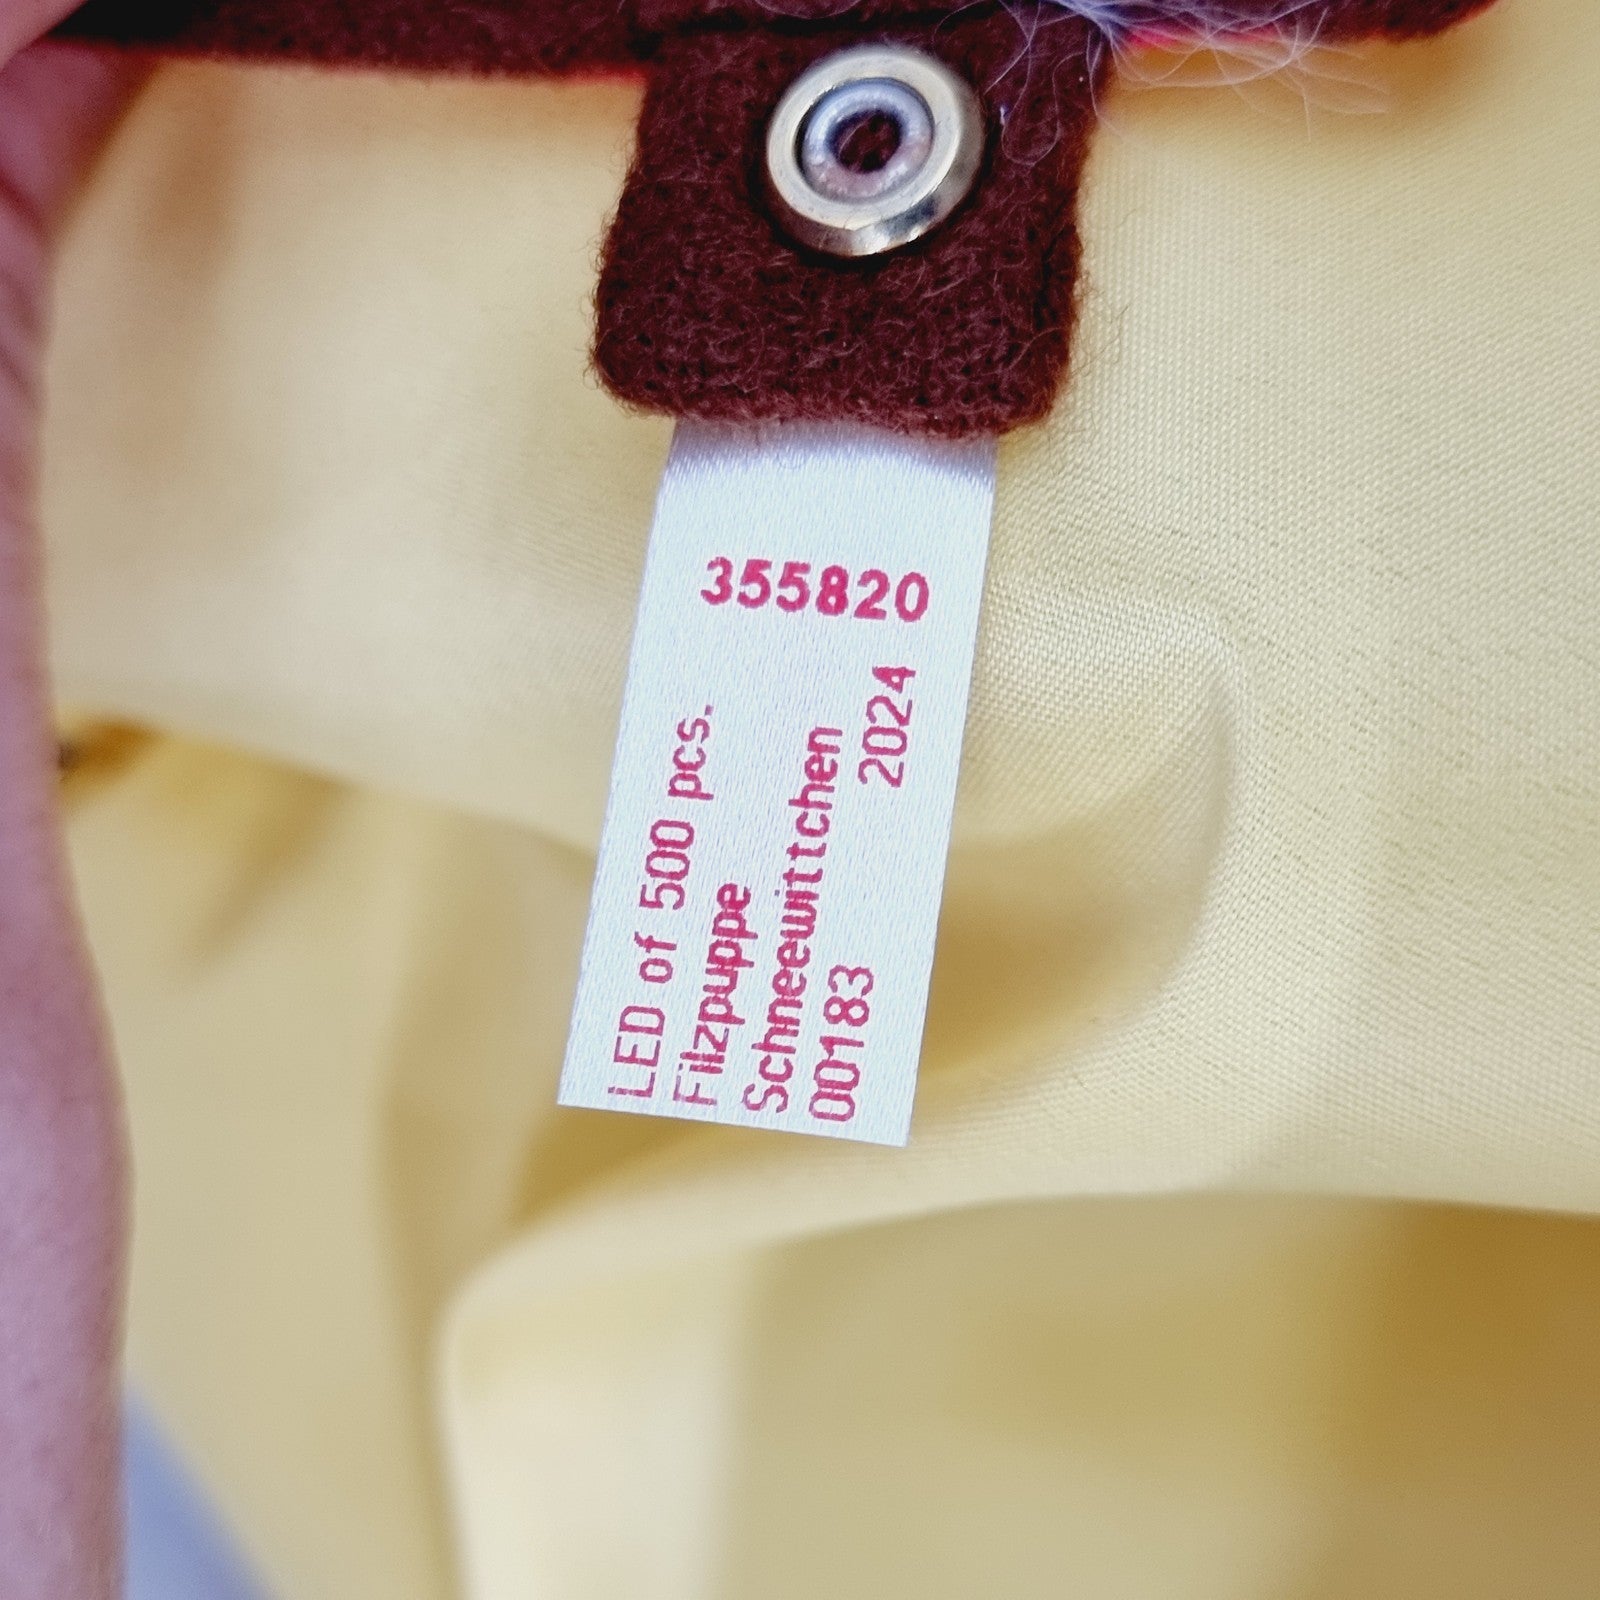 355820
LED of 500 pcs.
Filzpuppe
Schneewittchen
00183 2024